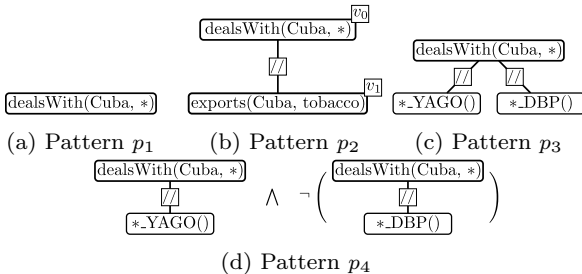 dealsWith(Cuba, *)
(a) Pattern p1
dealsWith(Cuba, *) v0
//
exports(Cuba, tobacco) v1
(b) Pattern p2
dealsWith(Cuba, *)
// //
*_YAGO() *_DBP()
(c) Pattern p3
dealsWith(Cuba, *) ∧ ¬ ( dealsWith(Cuba, *) )
// //
*_YAGO() *_DBP()
(d) Pattern p4